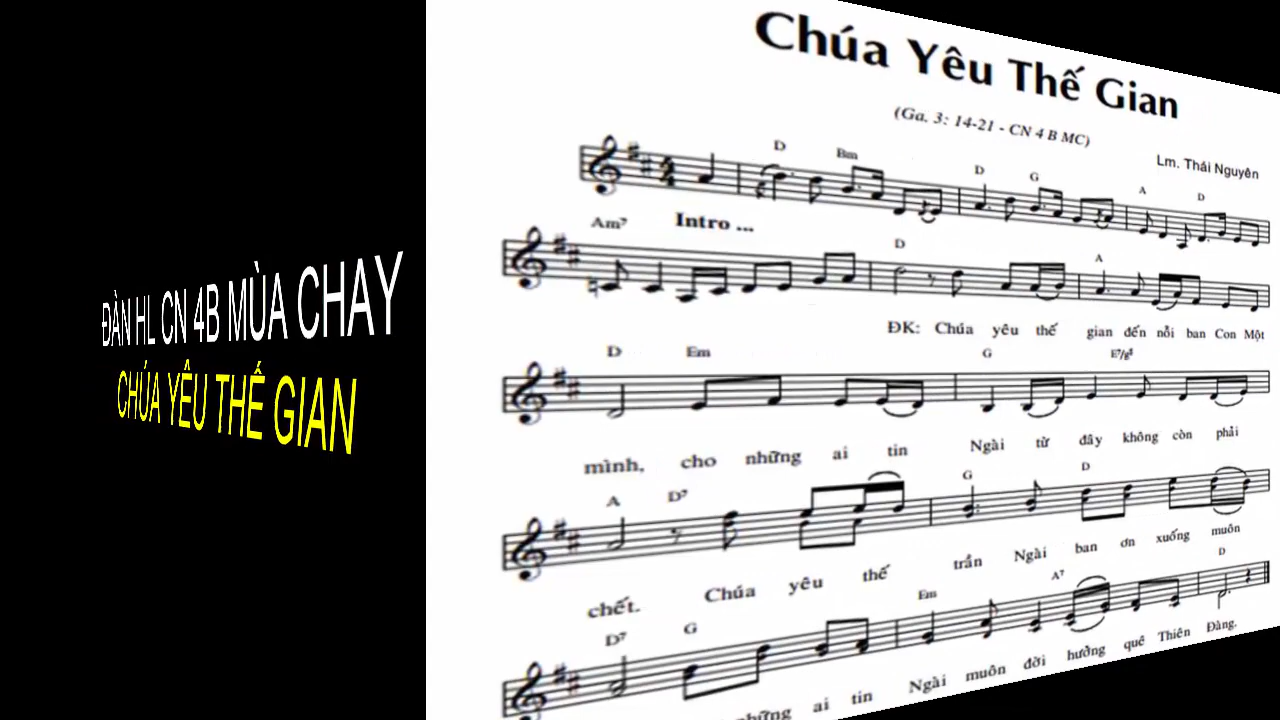 ĐÀN HL CN 4B MÙA CHAY
CHÚA YÊU THẾ GIAN
Chúa Yêu Thế Gian
(Ga. 3: 14-21 - CN 4 B MC)
Lm. Thái Nguyên
D Bm D G A D
Am7 Intro ... D A
ĐK: Chúa yêu thế gian đến nỗi ban Con Một
D Em G E7/g#
mình, cho những ai tin Ngài từ đây không còn phải
A D7 G D
chết. Chúa yêu thế trần Ngài ban ơn xuống muôn
D7 G Em A7 D
những ai tin Ngài muôn đời hưởng quê Thiên Đàng.